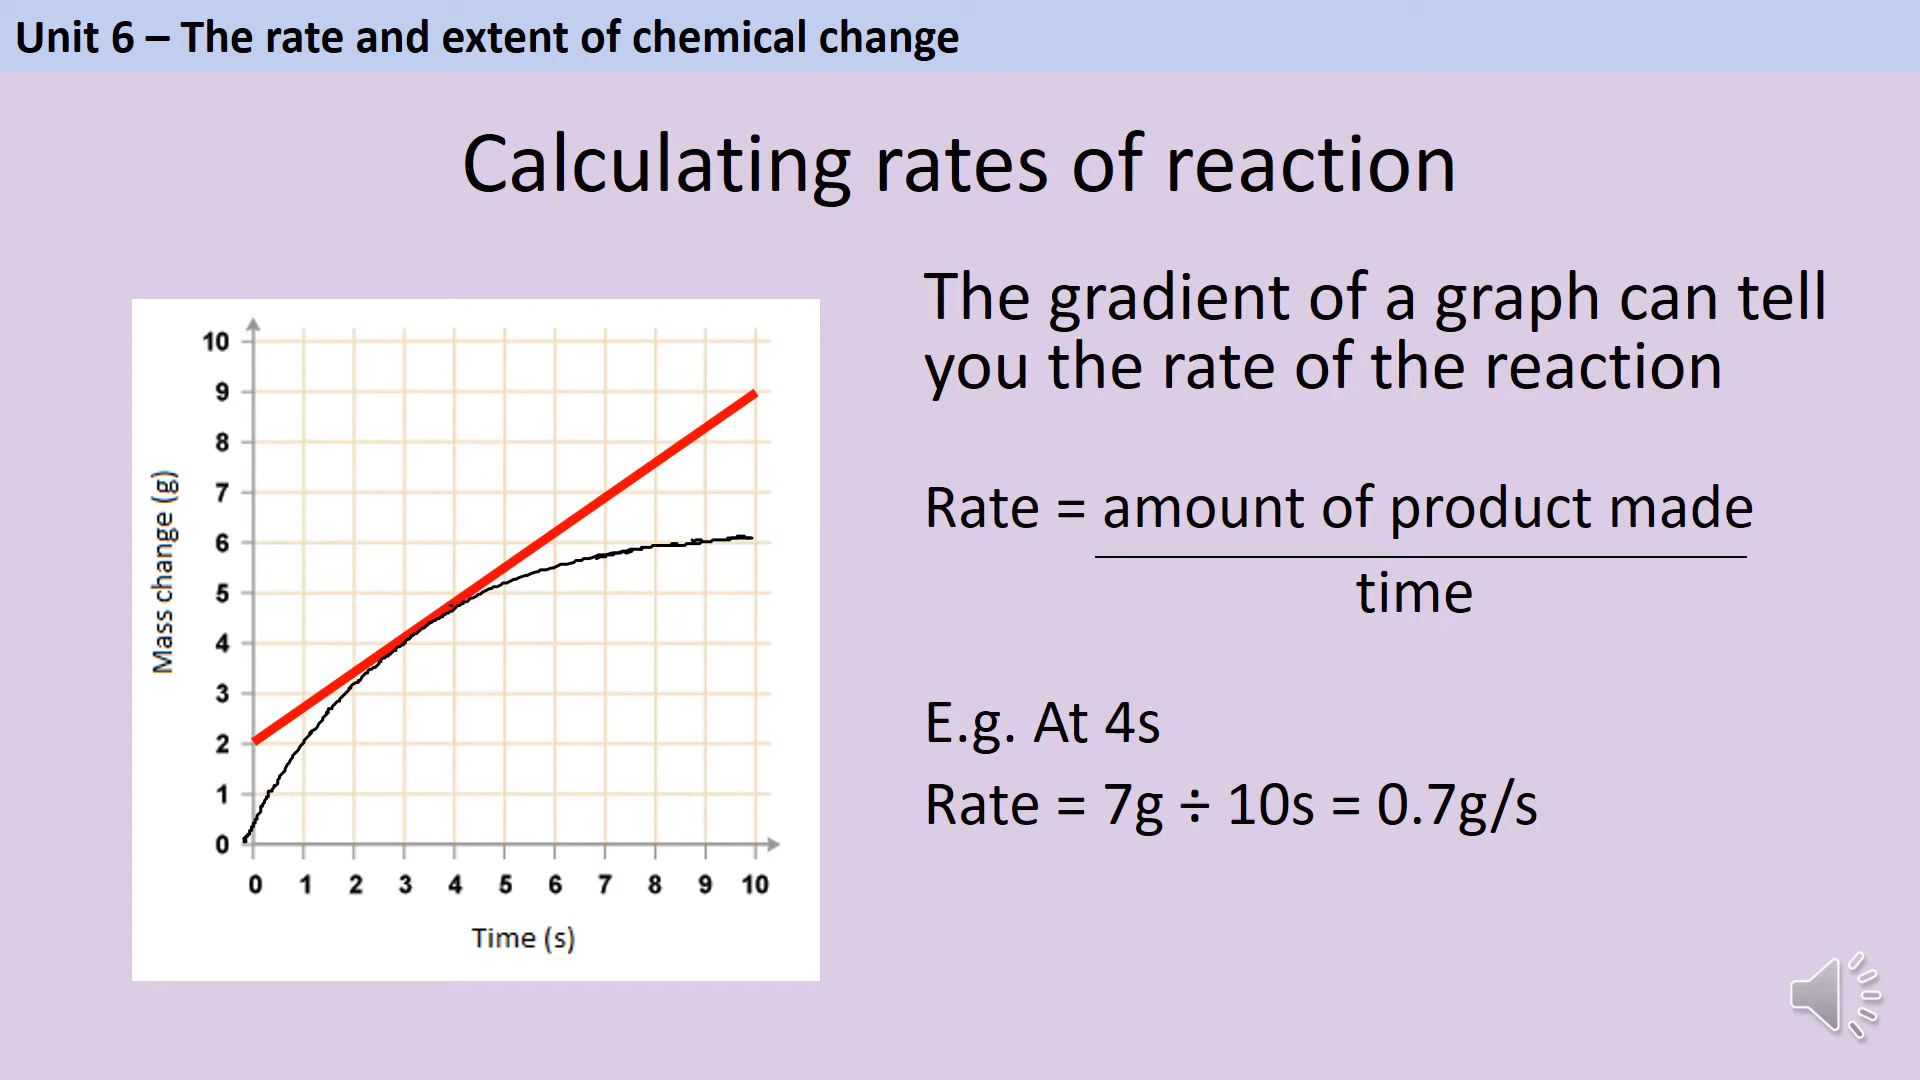 Unit 6 – The rate and extent of chemical change
Calculating rates of reaction
The gradient of a graph can tell
you the rate of the reaction
Rate = amount of product made
time
E.g. At 4s
Rate = 7g ÷ 10s = 0.7g/s
Mass change (g)
10
9
8
7
6
5
4
3
2
1
0
0 1 2 3 4 5 6 7 8 9 10
Time (s)